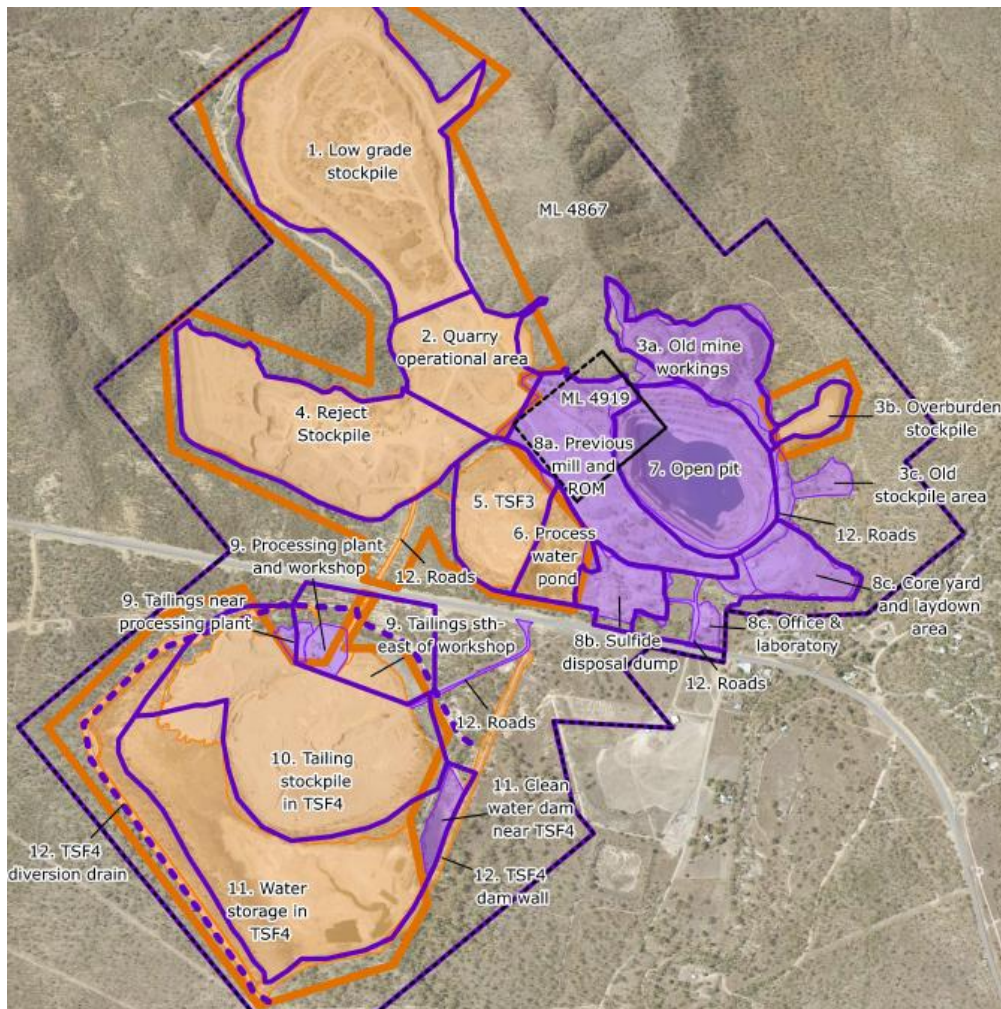 1. Low grade
stockpile
ML 4867
2. Quarry
operational area
3a. Old mine
workings
ML 4919
3b. Overburden
stockpile
4. Reject
Stockpile
8a. Previous
mill and
ROM
7. Open pit
3c. Old
stockpile area
5. TSF3
6. Process
water
pond
12. Roads
9. Processing plant
and workshop
12. Roads
8c. Core yard
and laydown
area
9. Tailings near
processing plant
9. Tailings sth-
east of workshop
8b. Sulfide
disposal dump
8c. Office &
laboratory
12. Roads
12. Roads
10. Tailing
stockpile
in TSF4
11. Clean
water dam
near TSF4
12. TSF4
diversion drain
11. Water
storage in
TSF4
12. TSF4
dam wall